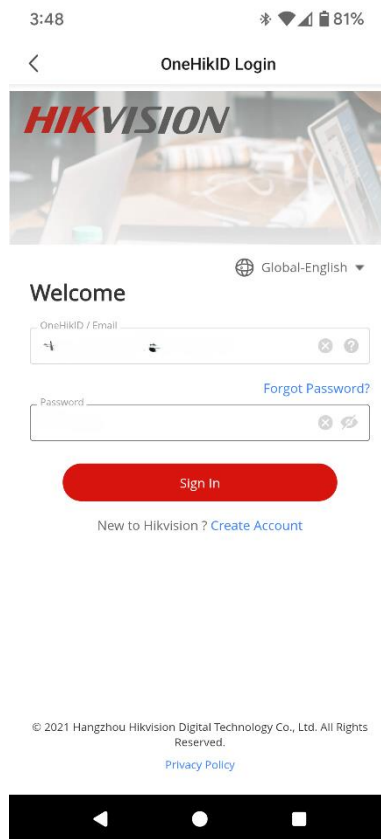 3:48
81%
OneHikID Login
HIKVISION
Global-English
Welcome
OneHikID / Email
Forgot Password?
Password
Sign In
New to Hikvision ? Create Account
© 2021 Hangzhou Hikvision Digital Technology Co., Ltd. All Rights
Reserved.
Privacy Policy